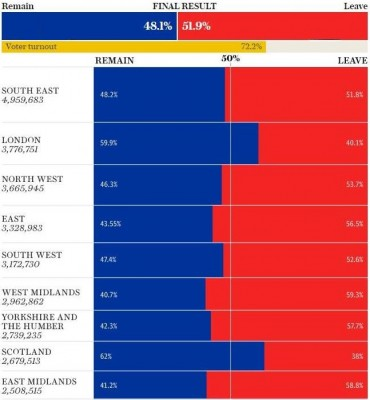 Remain FINAL RESULT Leave
48.1% 51.9%
Voter turnout 72.2%
REMAIN 50% LEAVE
SOUTH EAST
4,959,683
48.2% 51.8%
LONDON
3,776,751
59.9% 40.1%
NORTH WEST
3,665,945
46.3% 53.7%
EAST
3,328,983
43.55% 56.5%
SOUTH WEST
3,172,730
47.4% 52.6%
WEST MIDLANDS
2,962,862
40.7% 59.3%
YORKSHIRE AND
THE HUMBER
2,739,235
42.3% 57.7%
SCOTLAND
2,679,513
62% 38%
EAST MIDLANDS
2,508,515
41.2% 58.8%